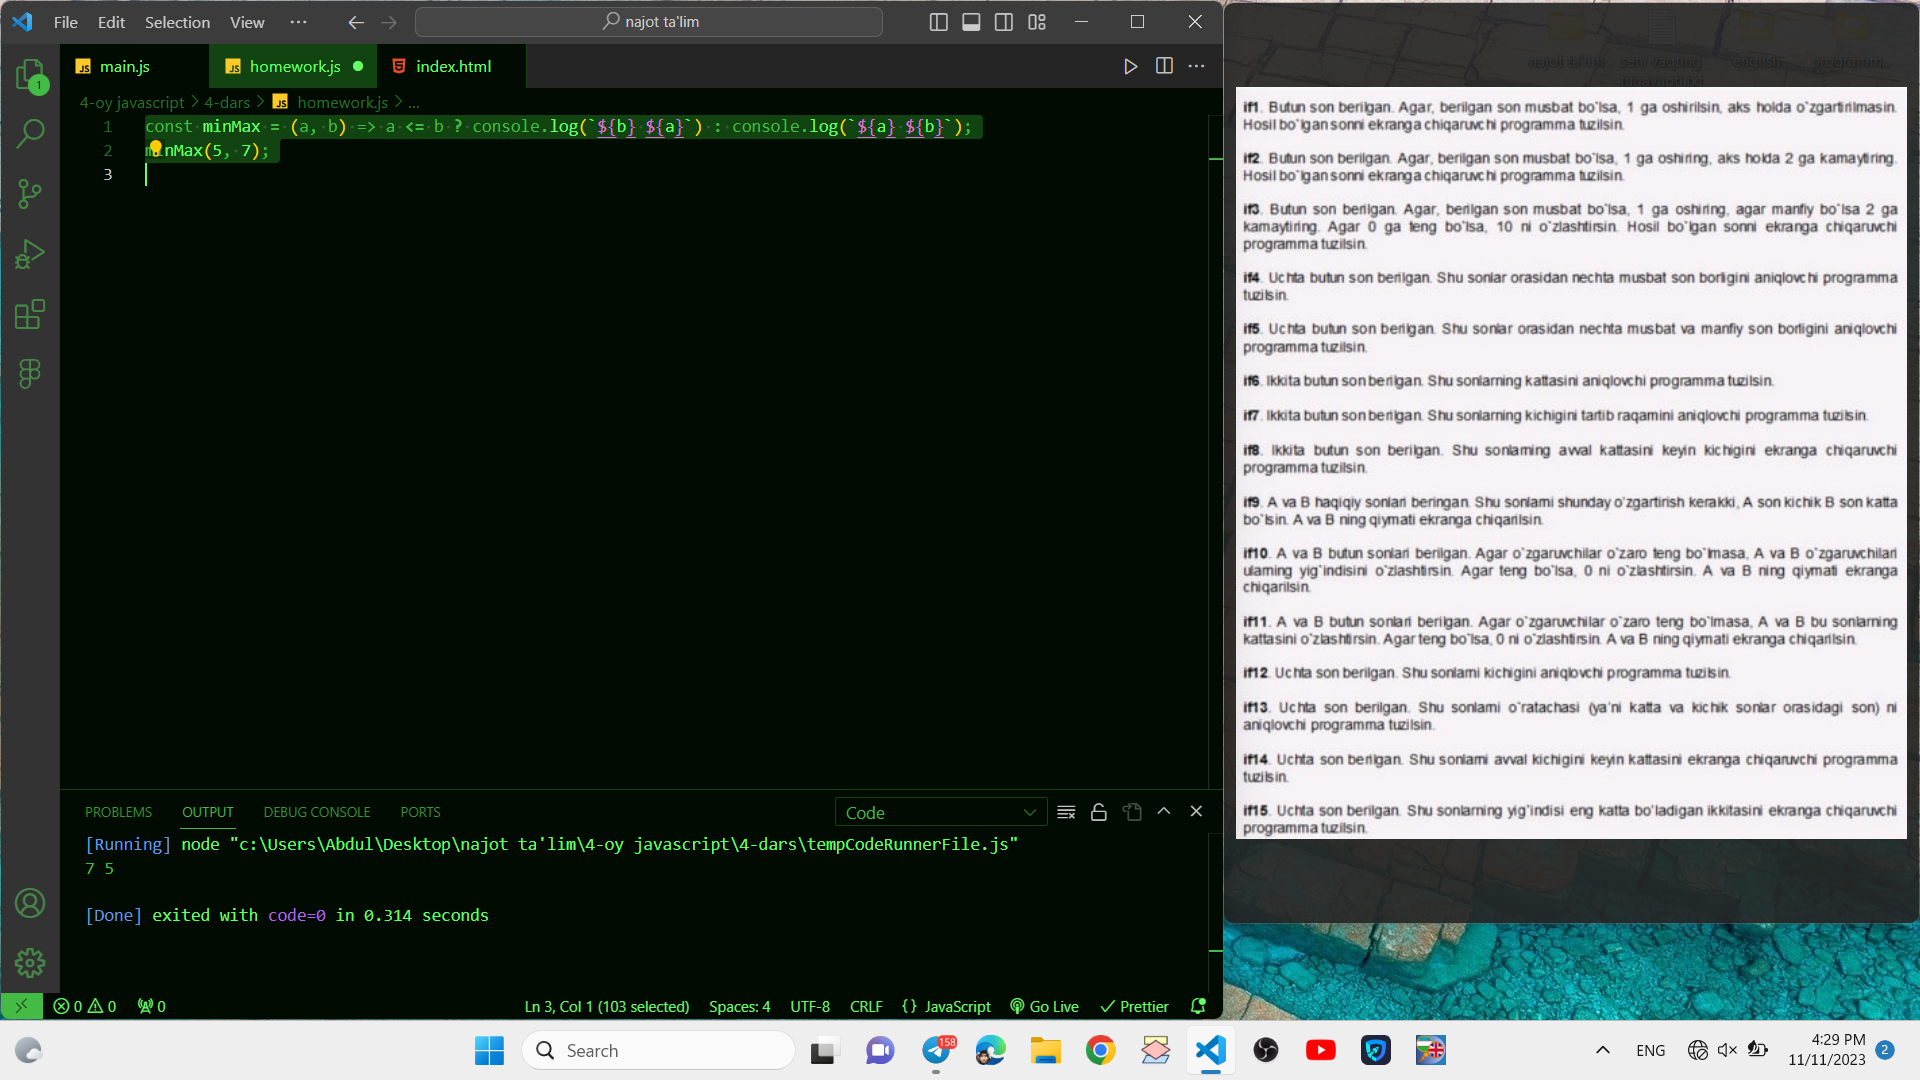 File Edit Selection View ··· najot ta'lim
main.js homework.js index.html
4-oy javascript > 4-dars > homework.js > ...
1 const minMax = (a, b) => a <= b ? console.log(`${b} ${a}`) : console.log(`${a} ${b}`);
2 minMax(5, 7);
3
PROBLEMS OUTPUT DEBUG CONSOLE PORTS Code
[Running] node "c:\Users\Abdul\Desktop\najot ta'lim\4-oy javascript\4-dars\tempCodeRunnerFile.js"
7 5
[Done] exited with code=0 in 0.314 seconds
0 0 0 Ln 3, Col 1 (103 selected) Spaces: 4 UTF-8 CRLF {} JavaScript Go Live Prettier
najot ta'lim english programm...
if1. Butun son berilgan. Agar, berilgan son musbat bo`lsa, 1 ga oshirilsin, aks holda o`zgartirilmasin.
Hosil bo`lgan sonni ekranga chiqaruvchi programma tuzilsin.
if2. Butun son berilgan. Agar, berilgan son musbat bo`lsa, 1 ga oshiring, aks holda 2 ga kamaytiring.
Hosil bo`lgan sonni ekranga chiqaruvchi programma tuzilsin.
if3. Butun son berilgan. Agar, berilgan son musbat bo`lsa, 1 ga oshiring, agar manfiy bo`lsa 2 ga
kamaytiring. Agar 0 ga teng bo`lsa, 10 ni o`zlashtirsin. Hosil bo`lgan sonni ekranga chiqaruvchi
programma tuzilsin.
if4. Uchta butun son berilgan. Shu sonlar orasidan nechta musbat son borligini aniqlovchi programma
tuzilsin.
if5. Uchta butun son berilgan. Shu sonlar orasidan nechta musbat va manfiy son borligini aniqlovchi
programma tuzilsin.
if6. Ikkita butun son berilgan. Shu sonlarning kattasini aniqlovchi programma tuzilsin.
if7. Ikkita butun son berilgan. Shu sonlarning kichigini tartib raqamini aniqlovchi programma tuzilsin.
if8. Ikkita butun son berilgan. Shu sonlarning avval kattasini keyin kichigini ekranga chiqaruvchi
programma tuzilsin.
if9. A va B haqiqiy sonlari beringan. Shu sonlarni shunday o`zgartirish kerakki, A son kichik B son katta
bo`lsin. A va B ning qiymati ekranga chiqarilsin.
if10. A va B butun sonlari berilgan. Agar o`zgaruvchilar o`zaro teng bo`lmasa, A va B o`zgaruvchilari
ularning yig`indisini o`zlashtirsin. Agar teng bo`lsa, 0 ni o`zlashtirsin. A va B ning qiymati ekranga
chiqarilsin.
if11. A va B butun sonlari berilgan. Agar o`zgaruvchilar o`zaro teng bo`lmasa, A va B bu sonlarning
kattasini o`zlashtirsin. Agar teng bo`lsa, 0 ni o`zlashtirsin. A va B ning qiymati ekranga chiqarilsin.
if12. Uchta son berilgan. Shu sonlarni kichigini aniqlovchi programma tuzilsin.
if13. Uchta son berilgan. Shu sonlarni o`ratachasi (ya'ni katta va kichik sonlar orasidagi son) ni
aniqlovchi programma tuzilsin.
if14. Uchta son berilgan. Shu sonlarni avval kichigini keyin kattasini ekranga chiqaruvchi programma
tuzilsin.
if15. Uchta son berilgan. Shu sonlarning yig`indisi eng katta bo`ladigan ikkitasini ekranga chiqaruvchi
programma tuzilsin.
Search 158 ENG 4:29 PM 2
11/11/2023